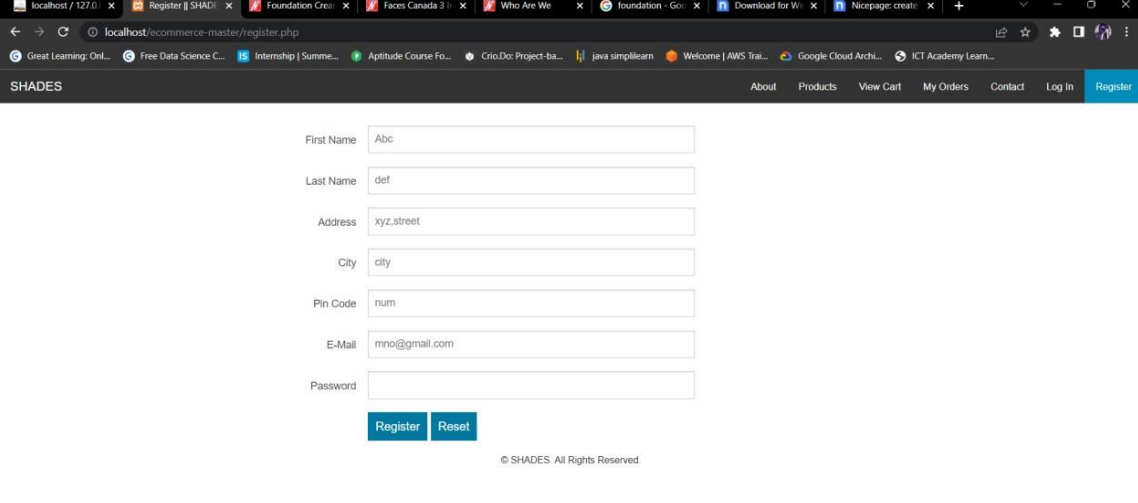 localhost / 127.0.0 Register || SHADE Foundation Crear Faces Canada 3 In Who Are We foundation - Goo Download for Wi Nicepage: create
localhost/ecommerce-master/register.php
Great Learning: Onl... Free Data Science C... Internship | Summe... Aptitude Course Fo... Crio.Do: Project-ba... java simplilearn Welcome | AWS Trai... Google Cloud Archi... ICT Academy Learn...
SHADES About Products View Cart My Orders Contact Log In Register
First Name Abc
Last Name def
Address xyz,street
City city
Pin Code num
E-Mail mno@gmail.com
Password
Register Reset
© SHADES. All Rights Reserved.